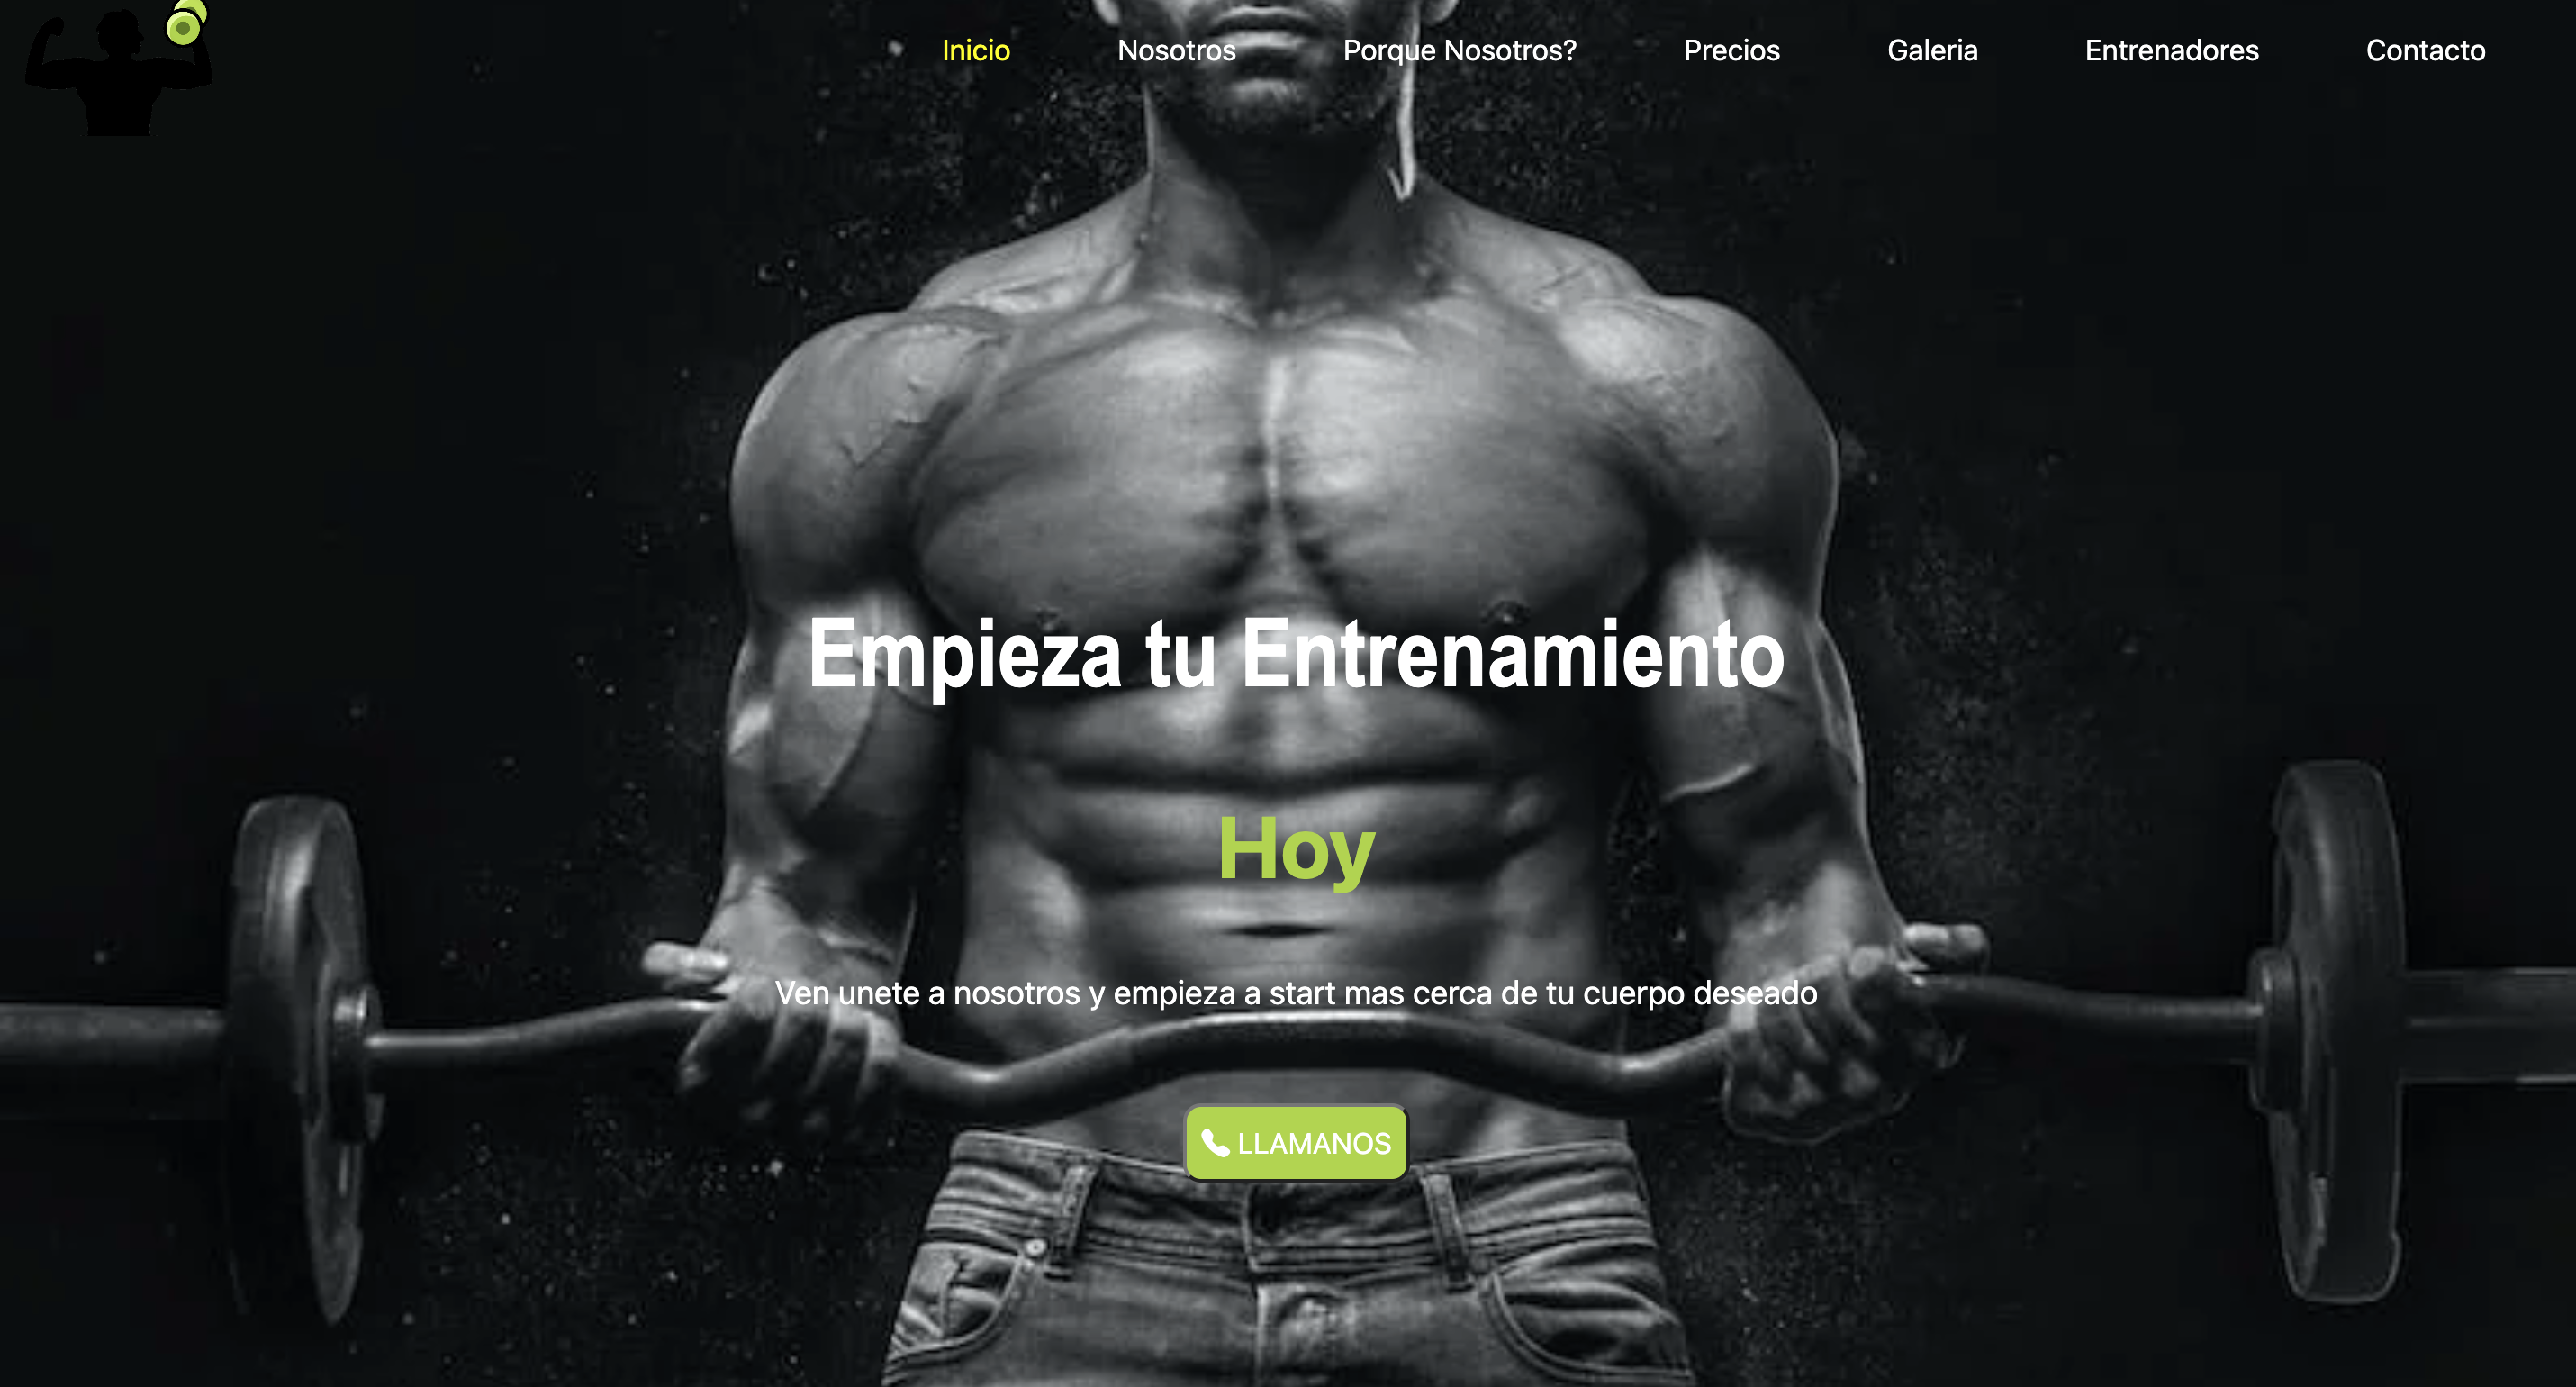 Inicio Nosotros Porque Nosotros? Precios Galeria Entrenadores Contacto
Empieza tu Entrenamiento
Hoy
Ven unete a nosotros y empieza a start mas cerca de tu cuerpo deseado
LLAMANOS